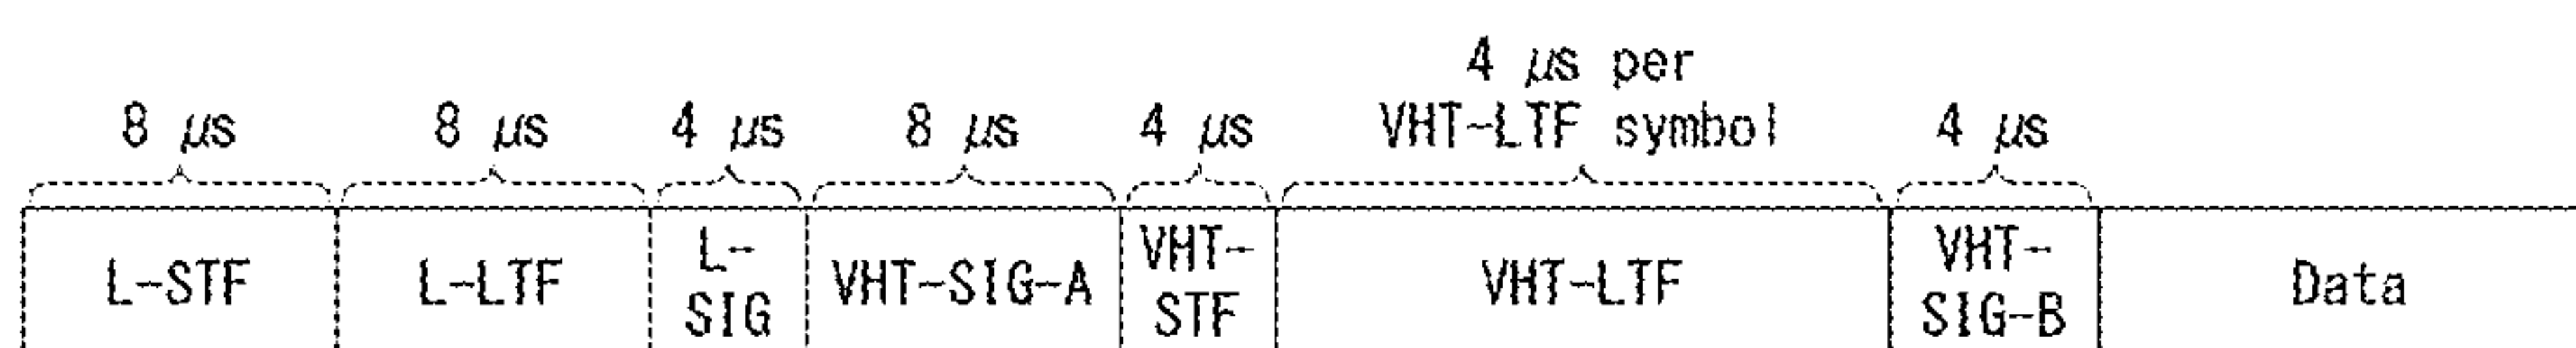 4 μs per
8 μs 8 μs 4 μs 8 μs 4 μs VHT-LTF symbol 4 μs
L-STF L-LTF L-SIG VHT-SIG-A VHT-STF VHT-LTF VHT-SIG-B Data